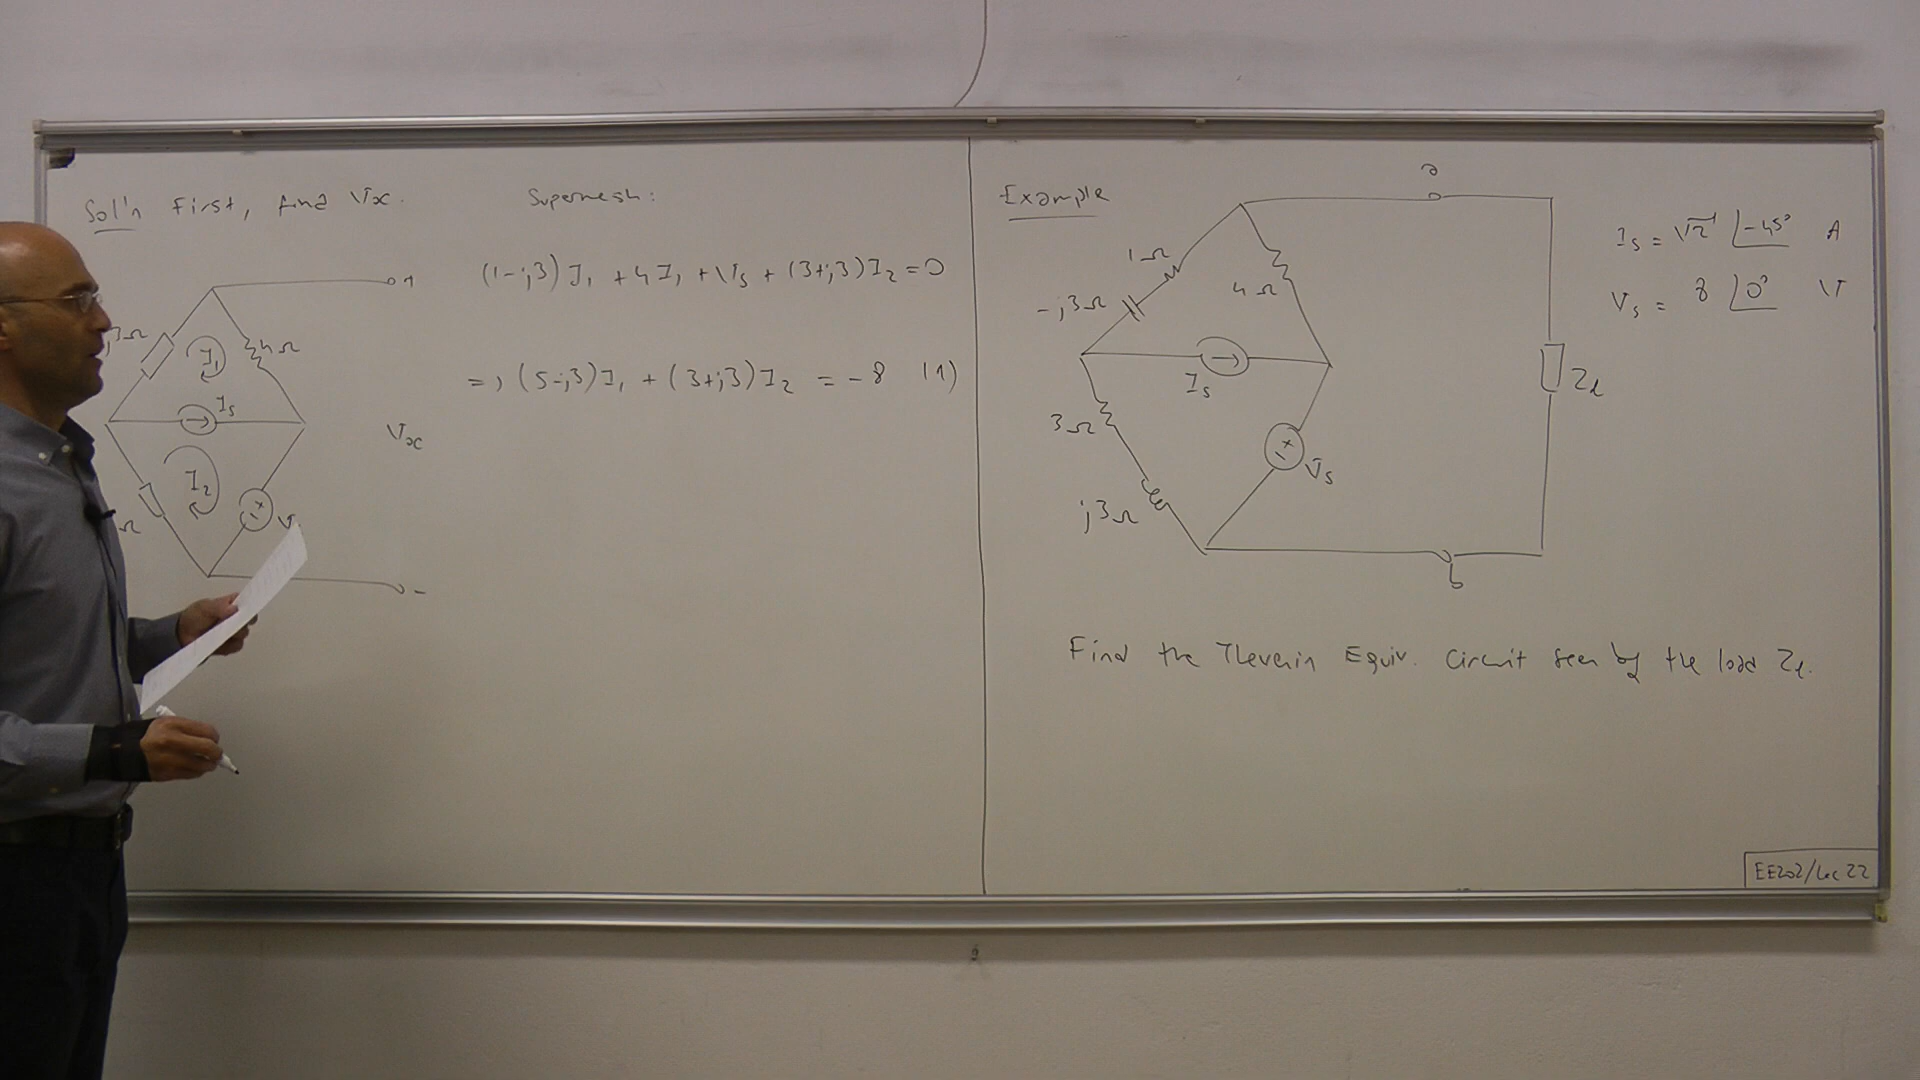 Sol'n First, find Vx.
Supermesh:
(1-j3)I₁ + 4I₁ + Vs + (3+j3)I₂ = 0
=> (5-j3)I₁ + (3+j3)I₂ = -8 (1)
j3Ω
I₁
4Ω
Is
Vx
I₂
+
-
Ω
V
+
-
Example
a
1Ω
-j3Ω
4Ω
Is
3Ω
j3Ω
+
-
Vs
ZL
b
Is = √2 ∠-45° A
Vs = 8 ∠0° V
Find the Thevenin Equiv. Circuit seen by the load ZL.
EE202/Lec 22